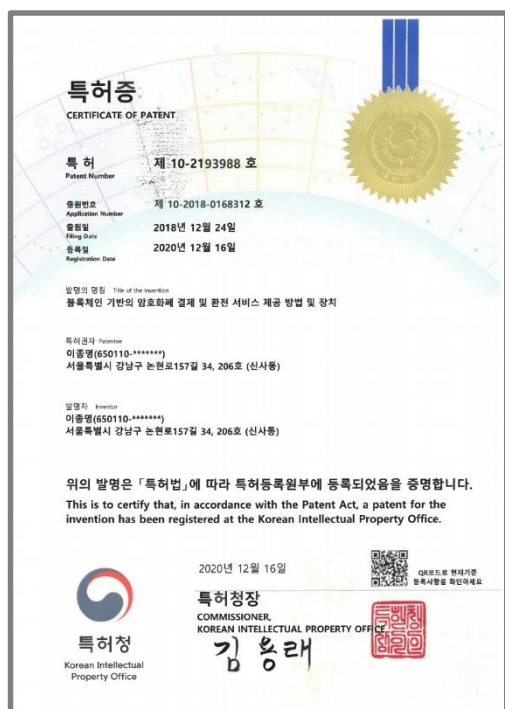 특허증
CERTIFICATE OF PATENT
특 허 제 10-2193988 호
Patent Number
출원번호 제 10-2018-0168312 호
Application Number
출원일 2018년 12월 24일
Filing Date
등록일 2020년 12월 16일
Registration Date
발명의 명칭 Title of the Invention
블록체인 기반의 암호화폐 결제 및 환전 서비스 제공 방법 및 장치
특허권자 Patentee
이종명(650110-*******)
서울특별시 강남구 논현로157길 34, 206호 (신사동)
발명자 Inventor
이종명(650110-*******)
서울특별시 강남구 논현로157길 34, 206호 (신사동)
위의 발명은 「특허법」에 따라 특허등록원부에 등록되었음을 증명합니다.
This is to certify that, in accordance with the Patent Act, a patent for the
invention has been registered at the Korean Intellectual Property Office.
2020년 12월 16일
QR코드로 현재기준
등록사항을 확인하세요
특허청장
COMMISSIONER,
KOREAN INTELLECTUAL PROPERTY OFFICE
김용래
특허청
Korean Intellectual
Property Office